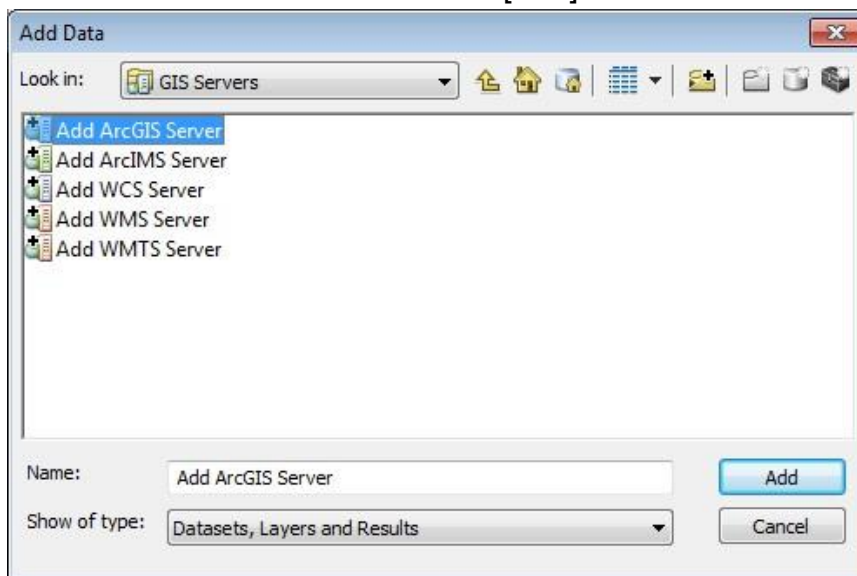 Add Data
Look in: GIS Servers
Add ArcGIS Server
Add ArcIMS Server
Add WCS Server
Add WMS Server
Add WMTS Server
Name: Add ArcGIS Server Add
Show of type: Datasets, Layers and Results Cancel